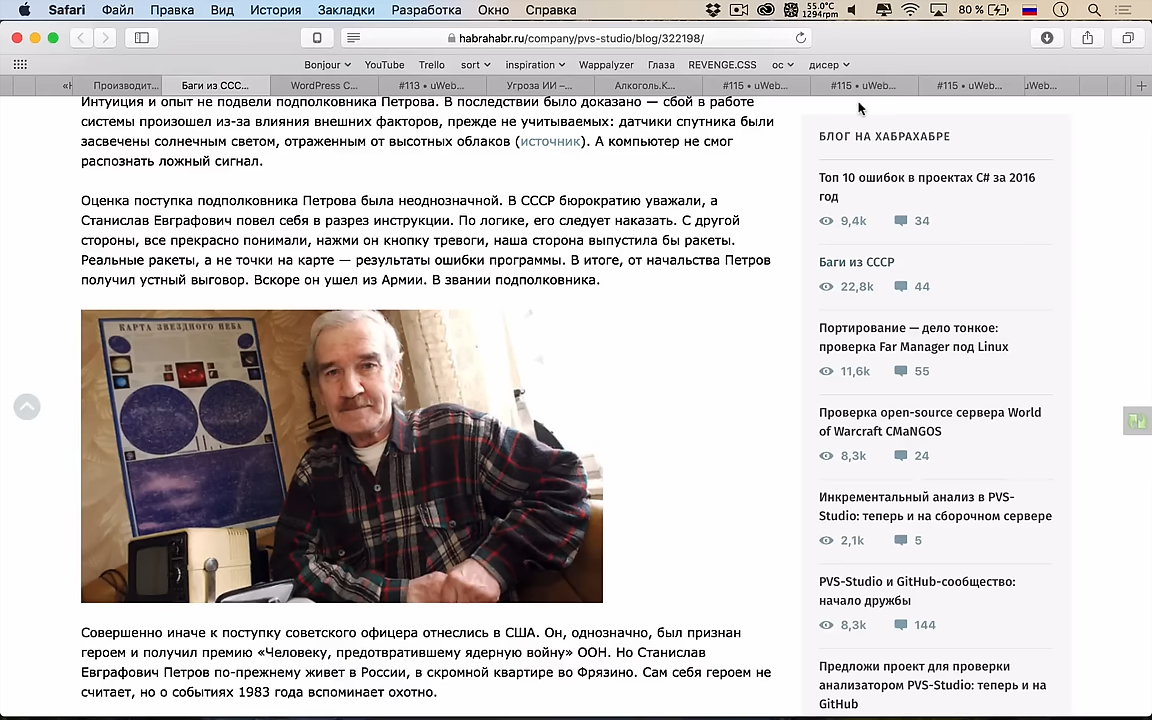 Safari Файл Правка Вид История Закладки Разработка Окно Справка 55.0°C 1294rpm 80 %
habrahabr.ru/company/pvs-studio/blog/322198/
Bonjour YouTube Trello sort inspiration Wappalyzer Глаза REVENGE.CSS ос дисер
«H Производит... Баги из ССС... WordPress C... #113 • uWeb... Угроза ИИ –... Алкоголь.К... #115 • uWeb... #115 • uWeb... #115 • uWeb... uWeb...
Интуиция и опыт не подвели подполковника Петрова. В последствии было доказано — сбой в работе
системы произошел из-за влияния внешних факторов, прежде не учитываемых: датчики спутника были
засвечены солнечным светом, отраженным от высотных облаков (источник). А компьютер не смог
распознать ложный сигнал.
Оценка поступка подполковника Петрова была неоднозначной. В СССР бюрократию уважали, а
Станислав Евграфович повел себя в разрез инструкции. По логике, его следует наказать. С другой
стороны, все прекрасно понимали, нажми он кнопку тревоги, наша сторона выпустила бы ракеты.
Реальные ракеты, а не точки на карте — результаты ошибки программы. В итоге, от начальства Петров
получил устный выговор. Вскоре он ушел из Армии. В звании подполковника.
КАРТА ЗВЕЗДНОГО НЕБА
Совершенно иначе к поступку советского офицера отнеслись в США. Он, однозначно, был признан
героем и получил премию «Человеку, предотвратившему ядерную войну» ООН. Но Станислав
Евграфович Петров по-прежнему живет в России, в скромной квартире во Фрязино. Сам себя героем не
считает, но о событиях 1983 года вспоминает охотно.
БЛОГ НА ХАБРАХАБРЕ
Топ 10 ошибок в проектах C# за 2016
год
9,4k 34
Баги из СССР
22,8k 44
Портирование — дело тонкое:
проверка Far Manager под Linux
11,6k 55
Проверка open-source сервера World
of Warcraft CMaNGOS
8,3k 24
Инкрементальный анализ в PVS-
Studio: теперь и на сборочном сервере
2,1k 5
PVS-Studio и GitHub-сообщество:
начало дружбы
8,3k 144
Предложи проект для проверки
анализатором PVS-Studio: теперь и на
GitHub